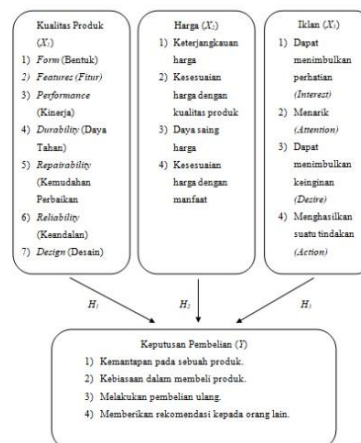 Kualitas Produk
(X1)
1) Form (Bentuk)
2) Features (Fitur)
3) Performance
(Kinerja)
4) Durability (Daya
Tahan)
5) Repairability
(Kemudahan
Perbaikan
6) Reliability
(Keandalan)
7) Design (Desain)
Harga (X2)
1) Keterjangkauan
harga
2) Kesesuaian
harga dengan
kualitas produk
3) Daya saing
harga
4) Kesesuaian
harga dengan
manfaat
Iklan (X3)
1) Dapat
menimbulkan
perhatian
(Interest)
2) Menarik
(Attention)
3) Dapat
menimbulkan
keinginan
(Desire)
4) Menghasilkan
suatu tindakan
(Action)
H1
H2
H3
Keputusan Pembelian (Y)
1) Kemantapan pada sebuah produk.
2) Kebiasaan dalam membeli produk.
3) Melakukan pembelian ulang.
4) Memberikan rekomendasi kepada orang lain.